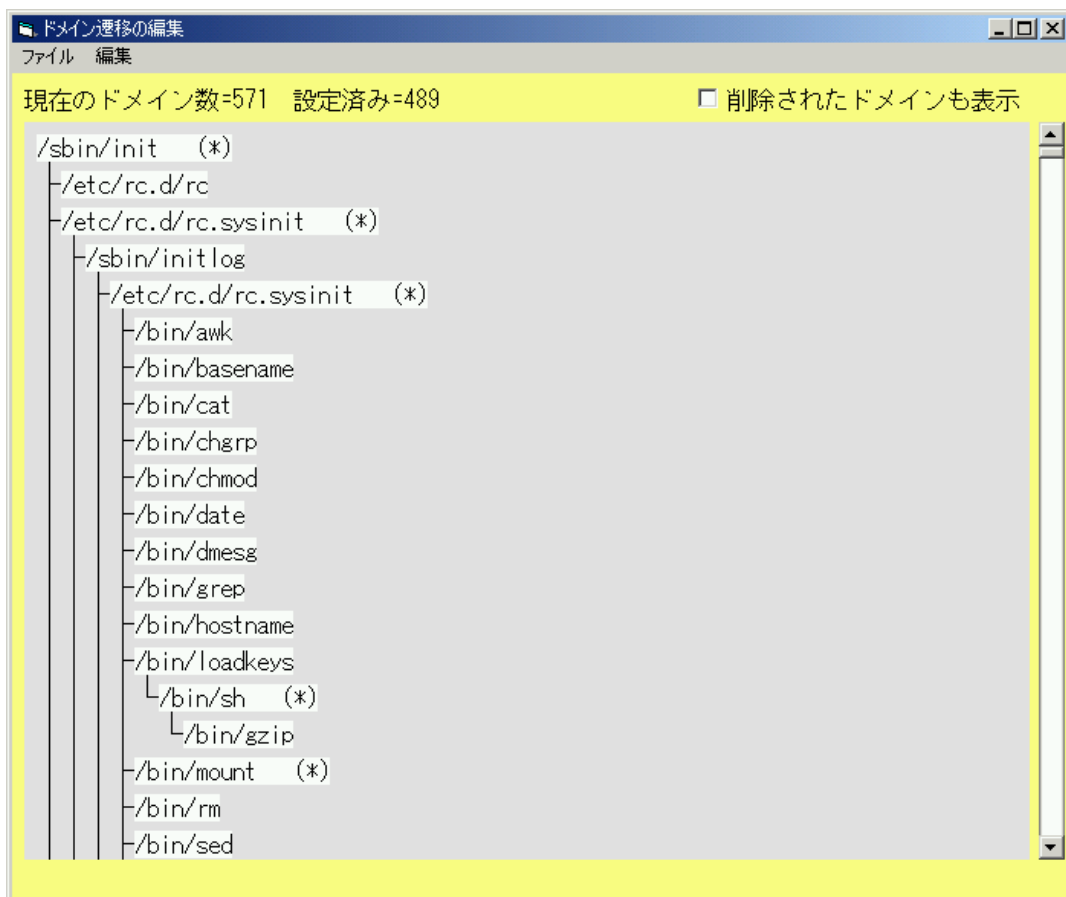 ドメイン遷移の編集
ファイル 編集
現在のドメイン数=571 設定済み=489 削除されたドメインも表示
/sbin/init (*)
/etc/rc.d/rc
/etc/rc.d/rc.sysinit (*)
/sbin/initlog
/etc/rc.d/rc.sysinit (*)
/bin/awk
/bin/basename
/bin/cat
/bin/chgrp
/bin/chmod
/bin/date
/bin/dmesg
/bin/grep
/bin/hostname
/bin/loadkeys
/bin/sh (*)
/bin/gzip
/bin/mount (*)
/bin/rm
/bin/sed